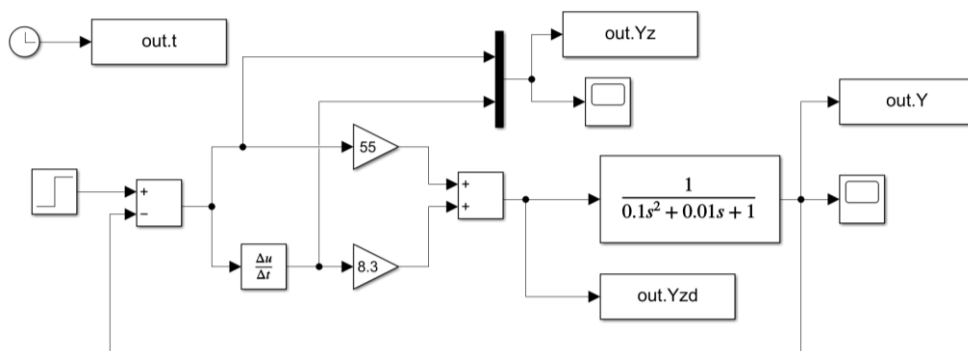 out.t
out.Yz
out.Y
55
+
−
+
+
1
0.1s² + 0.01s + 1
Δu
Δt
8.3
out.Yzd